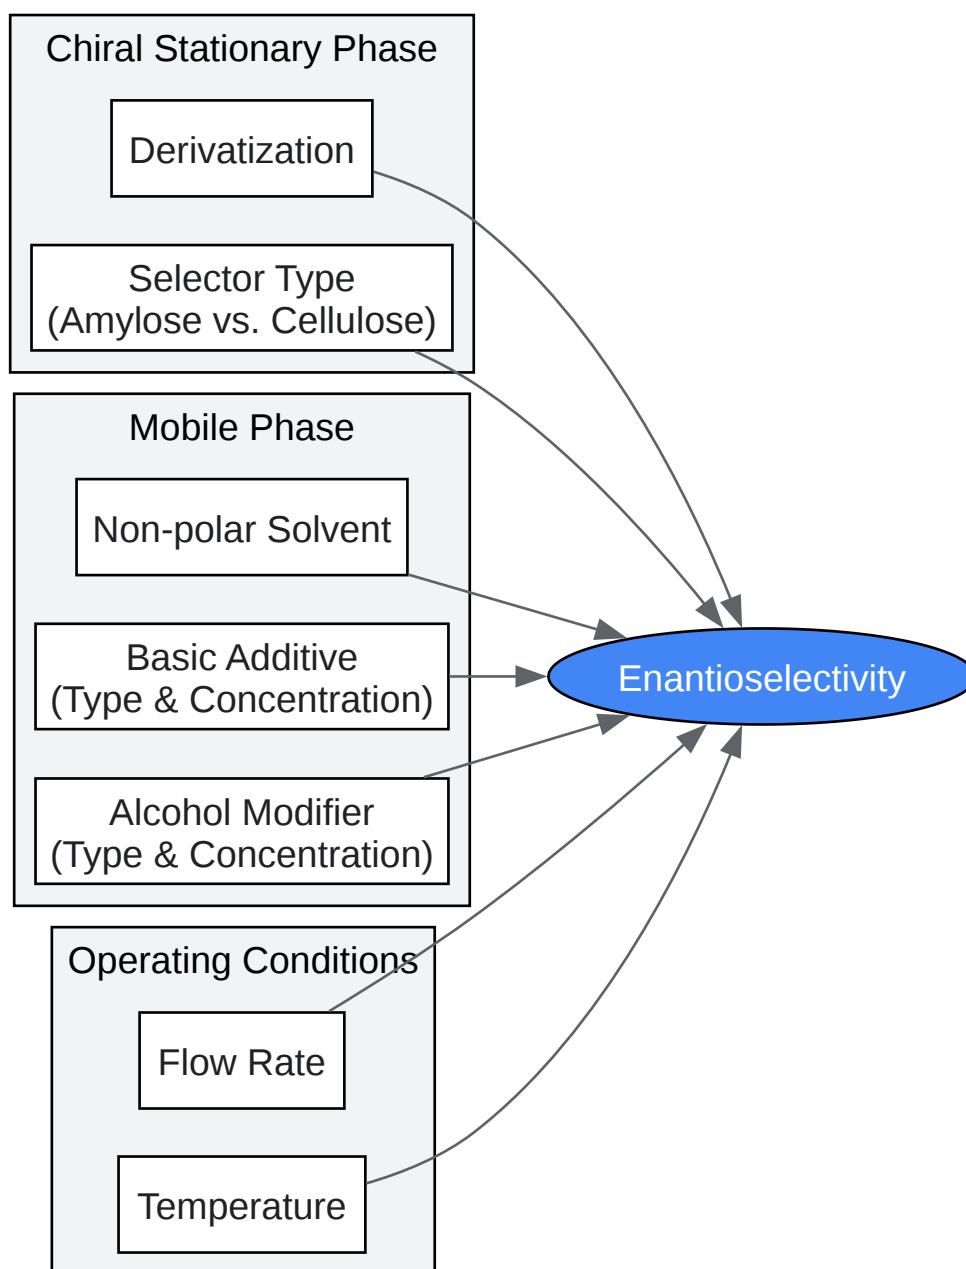 Chiral Stationary Phase
Derivatization
Selector Type
(Amylose vs. Cellulose)
Mobile Phase
Non-polar Solvent
Basic Additive
(Type & Concentration)
Enantioselectivity
Alcohol Modifier
(Type & Concentration)
Operating Conditions
Flow Rate
Temperature